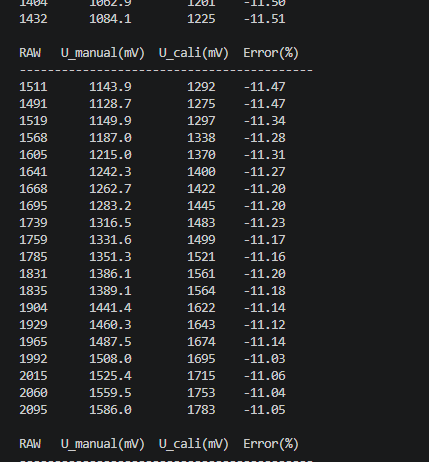 1404 1062.9 1201 -11.50
1432 1084.1 1225 -11.51
RAW U_manual(mV) U_cali(mV) Error(%)
------------------------------------------
1511 1143.9 1292 -11.47
1491 1128.7 1275 -11.47
1519 1149.9 1297 -11.34
1568 1187.0 1338 -11.28
1605 1215.0 1370 -11.31
1641 1242.3 1400 -11.27
1668 1262.7 1422 -11.20
1695 1283.2 1445 -11.20
1739 1316.5 1483 -11.23
1759 1331.6 1499 -11.17
1785 1351.3 1521 -11.16
1831 1386.1 1561 -11.20
1835 1389.1 1564 -11.18
1904 1441.4 1622 -11.14
1929 1460.3 1643 -11.12
1965 1487.5 1674 -11.14
1992 1508.0 1695 -11.03
2015 1525.4 1715 -11.06
2060 1559.5 1753 -11.04
2095 1586.0 1783 -11.05
RAW U_manual(mV) U_cali(mV) Error(%)
------------------------------------------